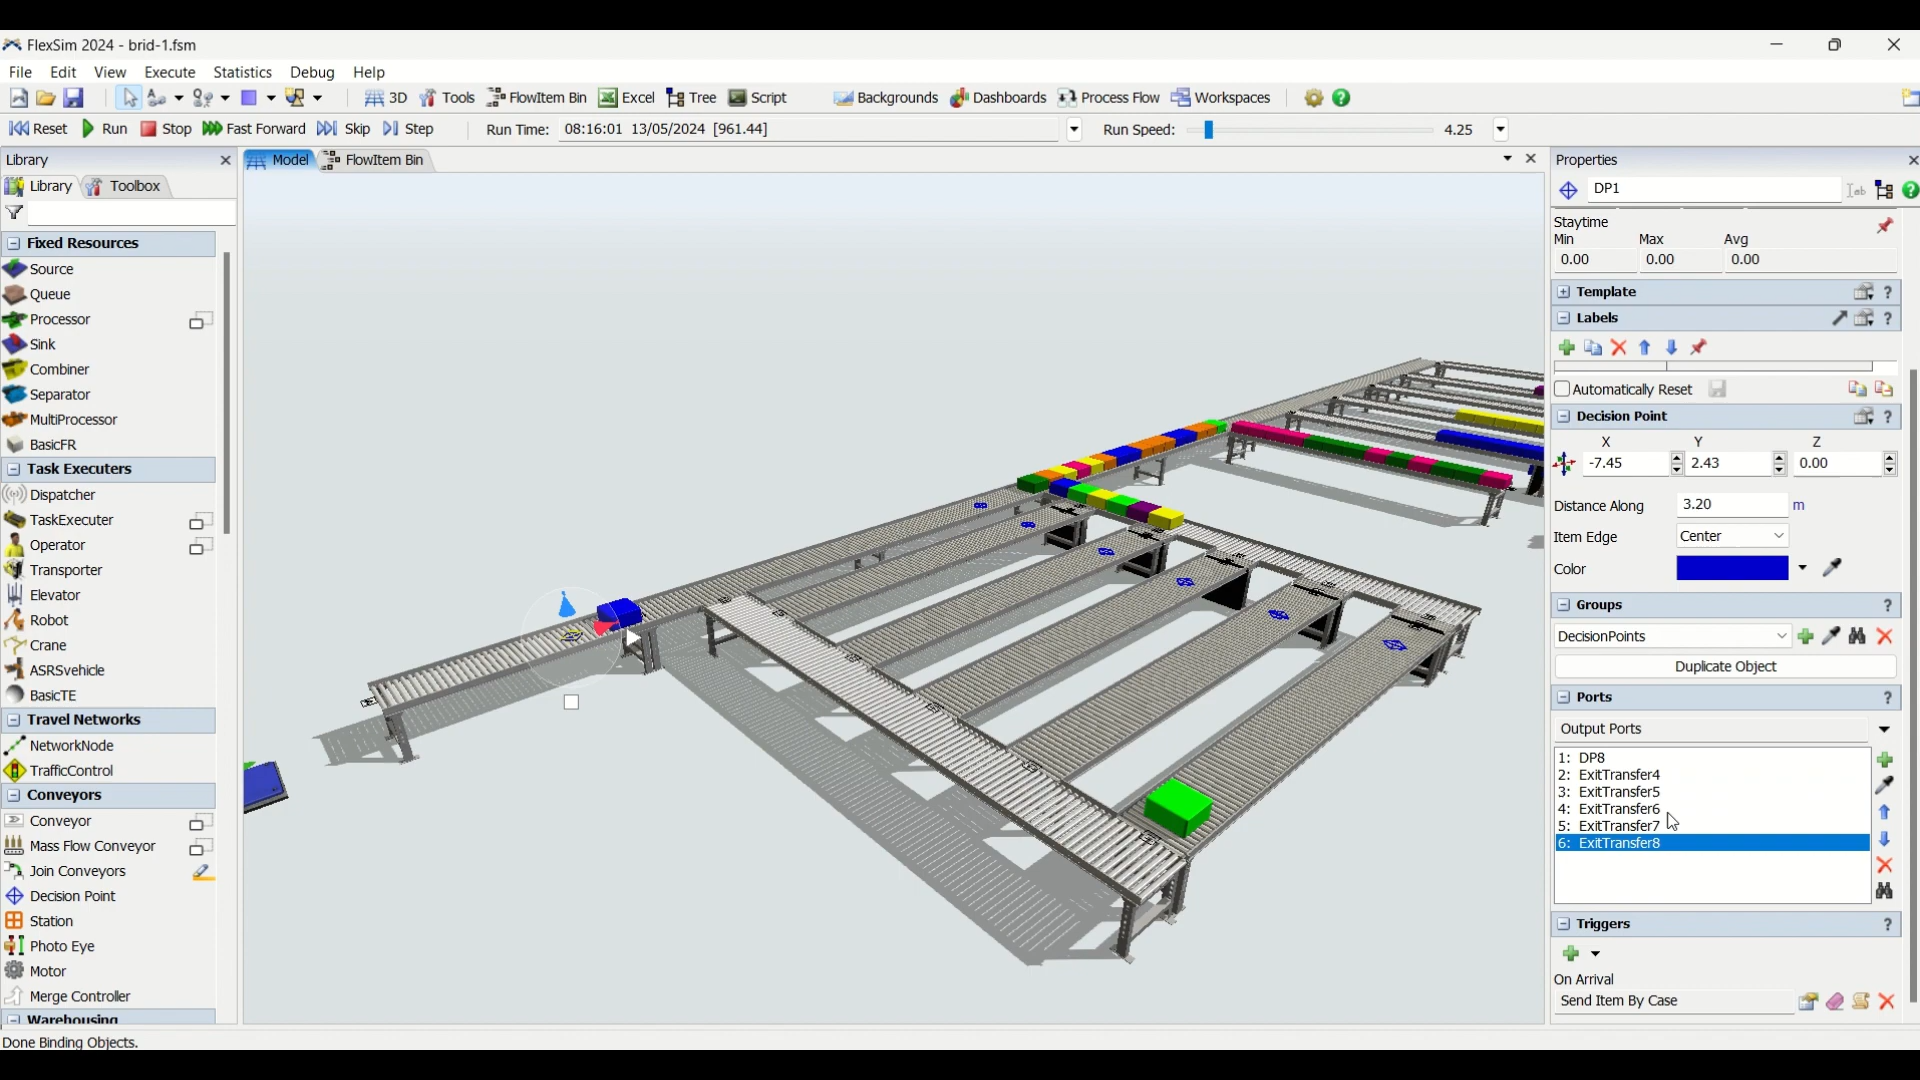 FlexSim 2024 - brid-1.fsm
File Edit View Execute Statistics Debug Help
3D Tools FlowItem Bin Excel Tree Script Backgrounds Dashboards Process Flow Workspaces
Reset Run Stop Fast Forward Skip Step Run Time: 08:16:01 13/05/2024 [961.44] Run Speed: 4.25
Library
Library Toolbox
Fixed Resources
Source
Queue
Processor
Sink
Combiner
Separator
MultiProcessor
BasicFR
Task Executers
Dispatcher
TaskExecuter
Operator
Transporter
Elevator
Robot
Crane
ASRSvehicle
BasicTE
Travel Networks
NetworkNode
TrafficControl
Conveyors
Conveyor
Mass Flow Conveyor
Join Conveyors
Decision Point
Station
Photo Eye
Motor
Merge Controller
Warehousing
Done Binding Objects.
Model FlowItem Bin
Properties
DP1
Staytime
Min Max Avg
0.00 0.00 0.00
Template
Labels
Automatically Reset
Decision Point
X Y Z
-7.45 2.43 0.00
Distance Along 3.20 m
Item Edge Center
Color
Groups
DecisionPoints
Duplicate Object
Ports
Output Ports
1: DP8
2: ExitTransfer4
3: ExitTransfer5
4: ExitTransfer6
5: ExitTransfer7
6: ExitTransfer8
Triggers
On Arrival
Send Item By Case